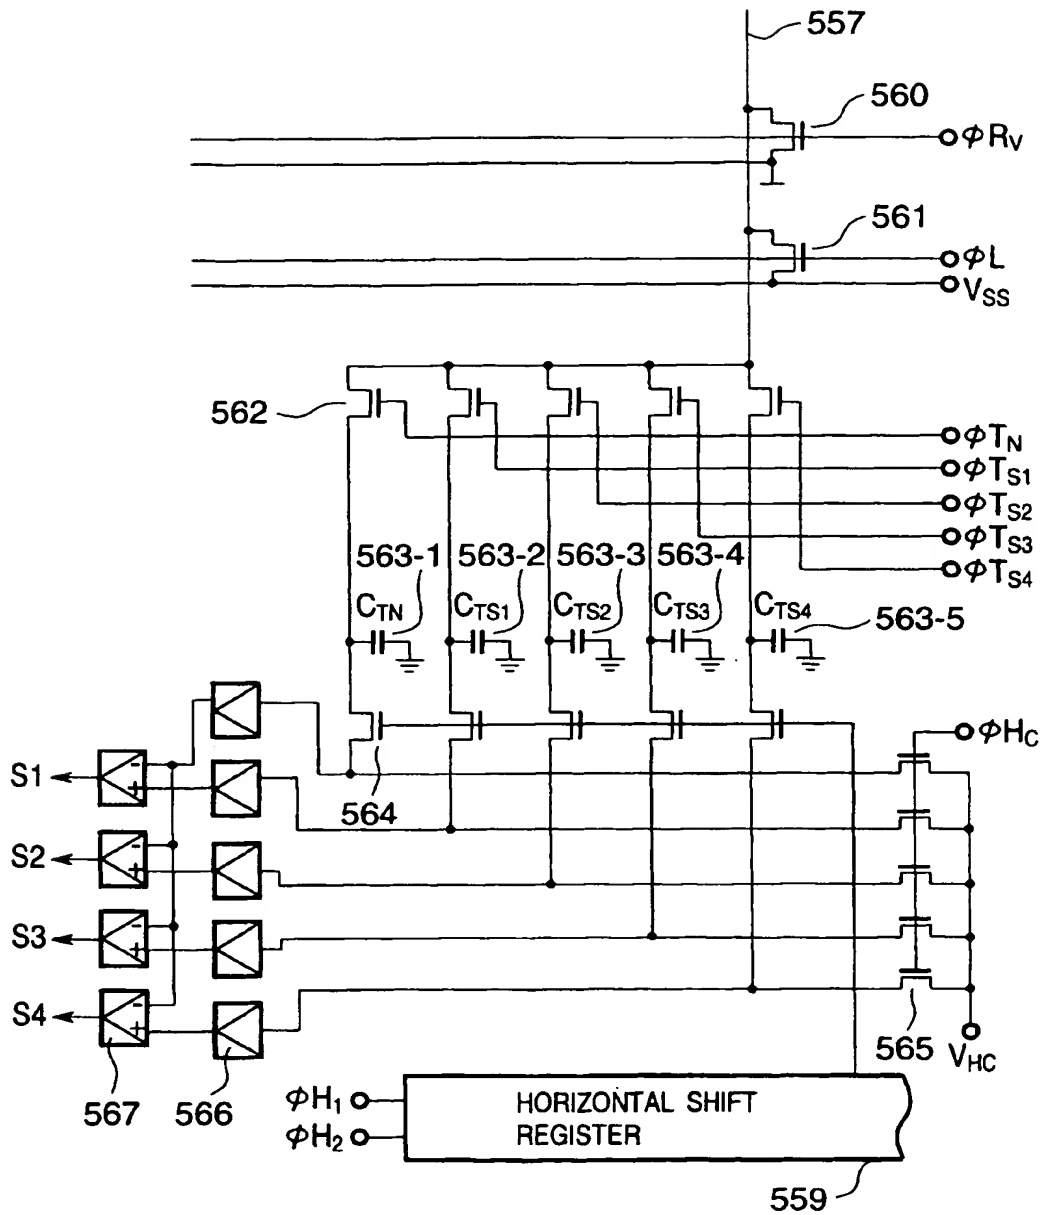 557
560
ϕRV
561
ϕL
VSS
562
ϕTN
ϕTS1
ϕTS2
ϕTS3
ϕTS4
563-1
563-2
563-3
563-4
CTN
CTS1
CTS2
CTS3
CTS4
563-5
ϕHC
564
S1
- +
S2
- +
S3
- +
S4
- +
565
VHC
567
566
ϕH1
ϕH2
HORIZONTAL SHIFT
REGISTER
559